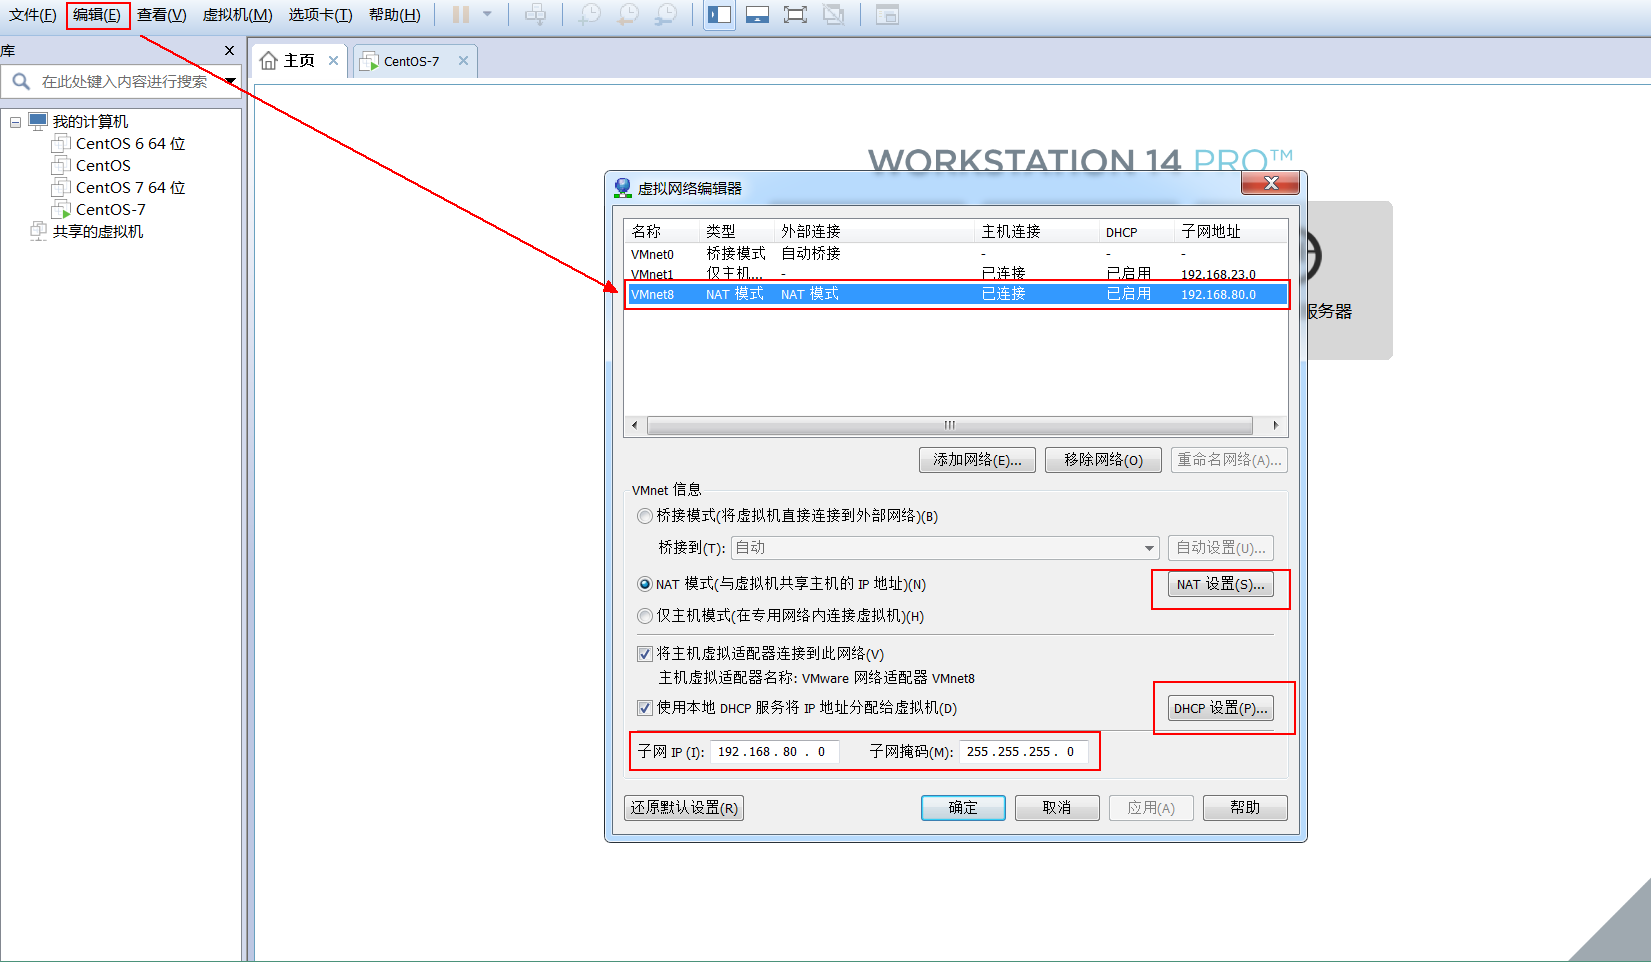 文件(F) 编辑(E) 查看(V) 虚拟机(M) 选项卡(T) 帮助(H)
库
主页 CentOS-7
在此处键入内容进行搜索
我的计算机
CentOS 6 64 位
CentOS
CentOS 7 64 位
CentOS-7
共享的虚拟机
WORKSTATION 14 PRO™
服务器
虚拟网络编辑器
名称 类型 外部连接 主机连接 DHCP 子网地址
VMnet0 桥接模式 自动桥接 - - -
VMnet1 仅主机... - 已连接 已启用 192.168.23.0
VMnet8 NAT 模式 NAT 模式 已连接 已启用 192.168.80.0
添加网络(E)... 移除网络(O) 重命名网络(A)...
VMnet 信息
桥接模式(将虚拟机直接连接到外部网络)(B)
桥接到(T): 自动 自动设置(U)...
NAT 模式(与虚拟机共享主机的 IP 地址)(N) NAT 设置(S)...
仅主机模式(在专用网络内连接虚拟机)(H)
将主机虚拟适配器连接到此网络(V)
主机虚拟适配器名称: VMware 网络适配器 VMnet8
使用本地 DHCP 服务将 IP 地址分配给虚拟机(D) DHCP 设置(P)...
子网 IP (I): 192 . 168 . 80 . 0 子网掩码(M): 255 . 255 . 255 . 0
还原默认设置(R) 确定 取消 应用(A) 帮助